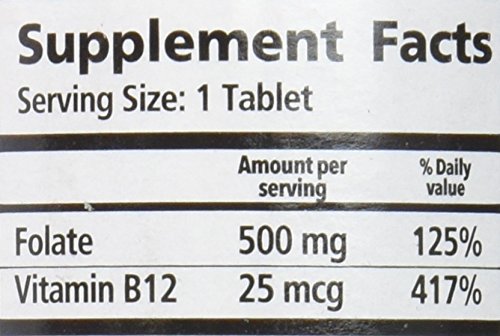 Supplement Facts
Serving Size: 1 Tablet
Amount per serving % Daily value
Folate 500 mg 125%
Vitamin B12 25 mcg 417%